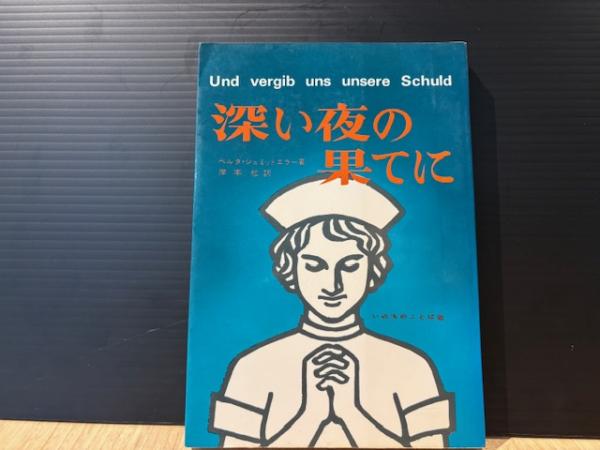 Und vergib uns unsere Schuld
深い夜の
果てに
ベルタ・シュミットエラー著
岸本 紘訳
いのちのことば社